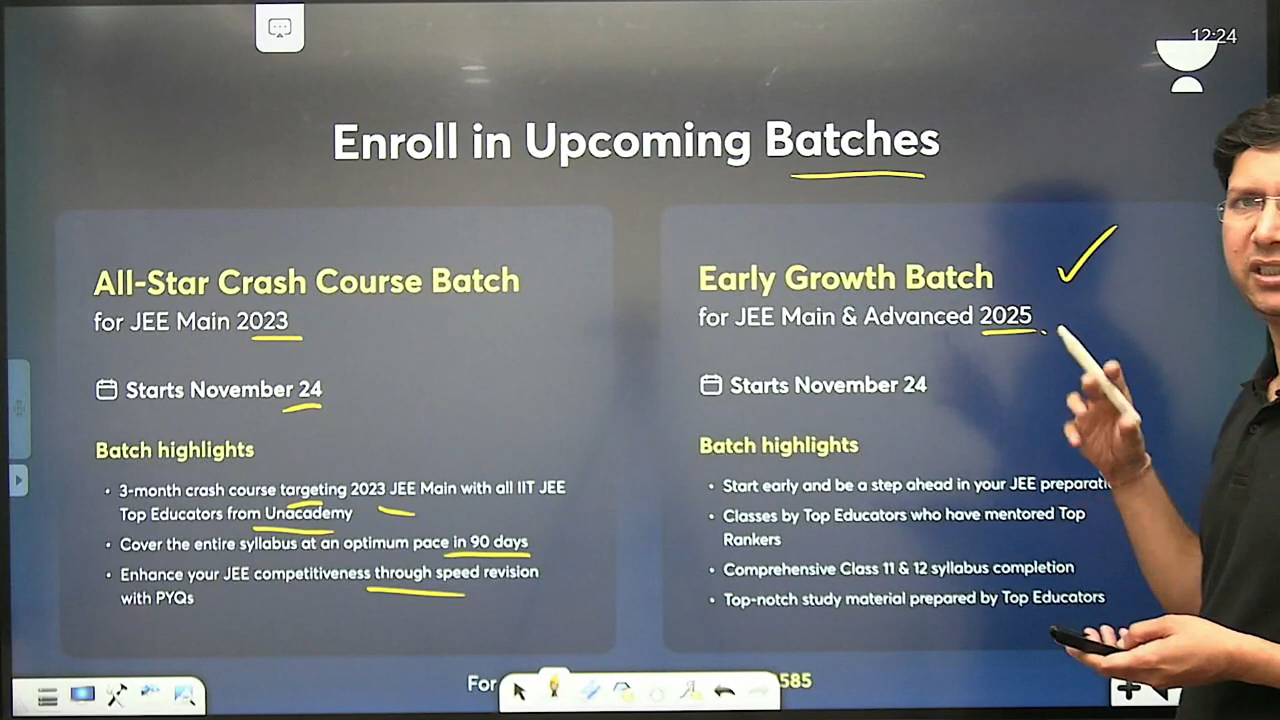 12:24
Enroll in Upcoming Batches
All-Star Crash Course Batch
for JEE Main 2023
Starts November 24
Batch highlights
• 3-month crash course targeting 2023 JEE Main with all IIT JEE
Top Educators from Unacademy
• Cover the entire syllabus at an optimum pace in 90 days
• Enhance your JEE competitiveness through speed revision
with PYQs
Early Growth Batch
for JEE Main & Advanced 2025
Starts November 24
Batch highlights
• Start early and be a step ahead in your JEE preparati
• Classes by Top Educators who have mentored Top
Rankers
• Comprehensive Class 11 & 12 syllabus completion
• Top-notch study material prepared by Top Educators
For 585